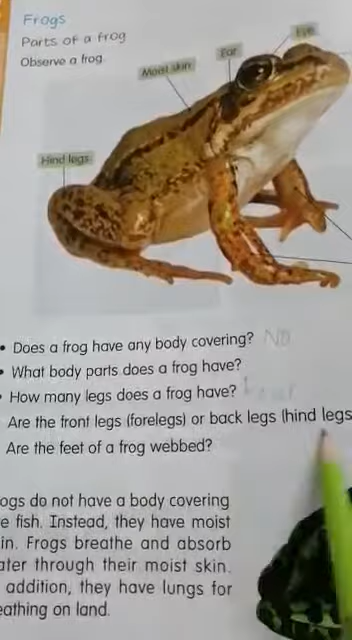 Frogs
Parts of a frog
Observe a frog.
Eye
Ear
Moist skin
Hind legs
• Does a frog have any body covering? No
• What body parts does a frog have?
• How many legs does a frog have?
Are the front legs (forelegs) or back legs (hind legs
Are the feet of a frog webbed?
ogs do not have a body covering
e fish. Instead, they have moist
in. Frogs breathe and absorb
ater through their moist skin.
addition, they have lungs for
eathing on land.